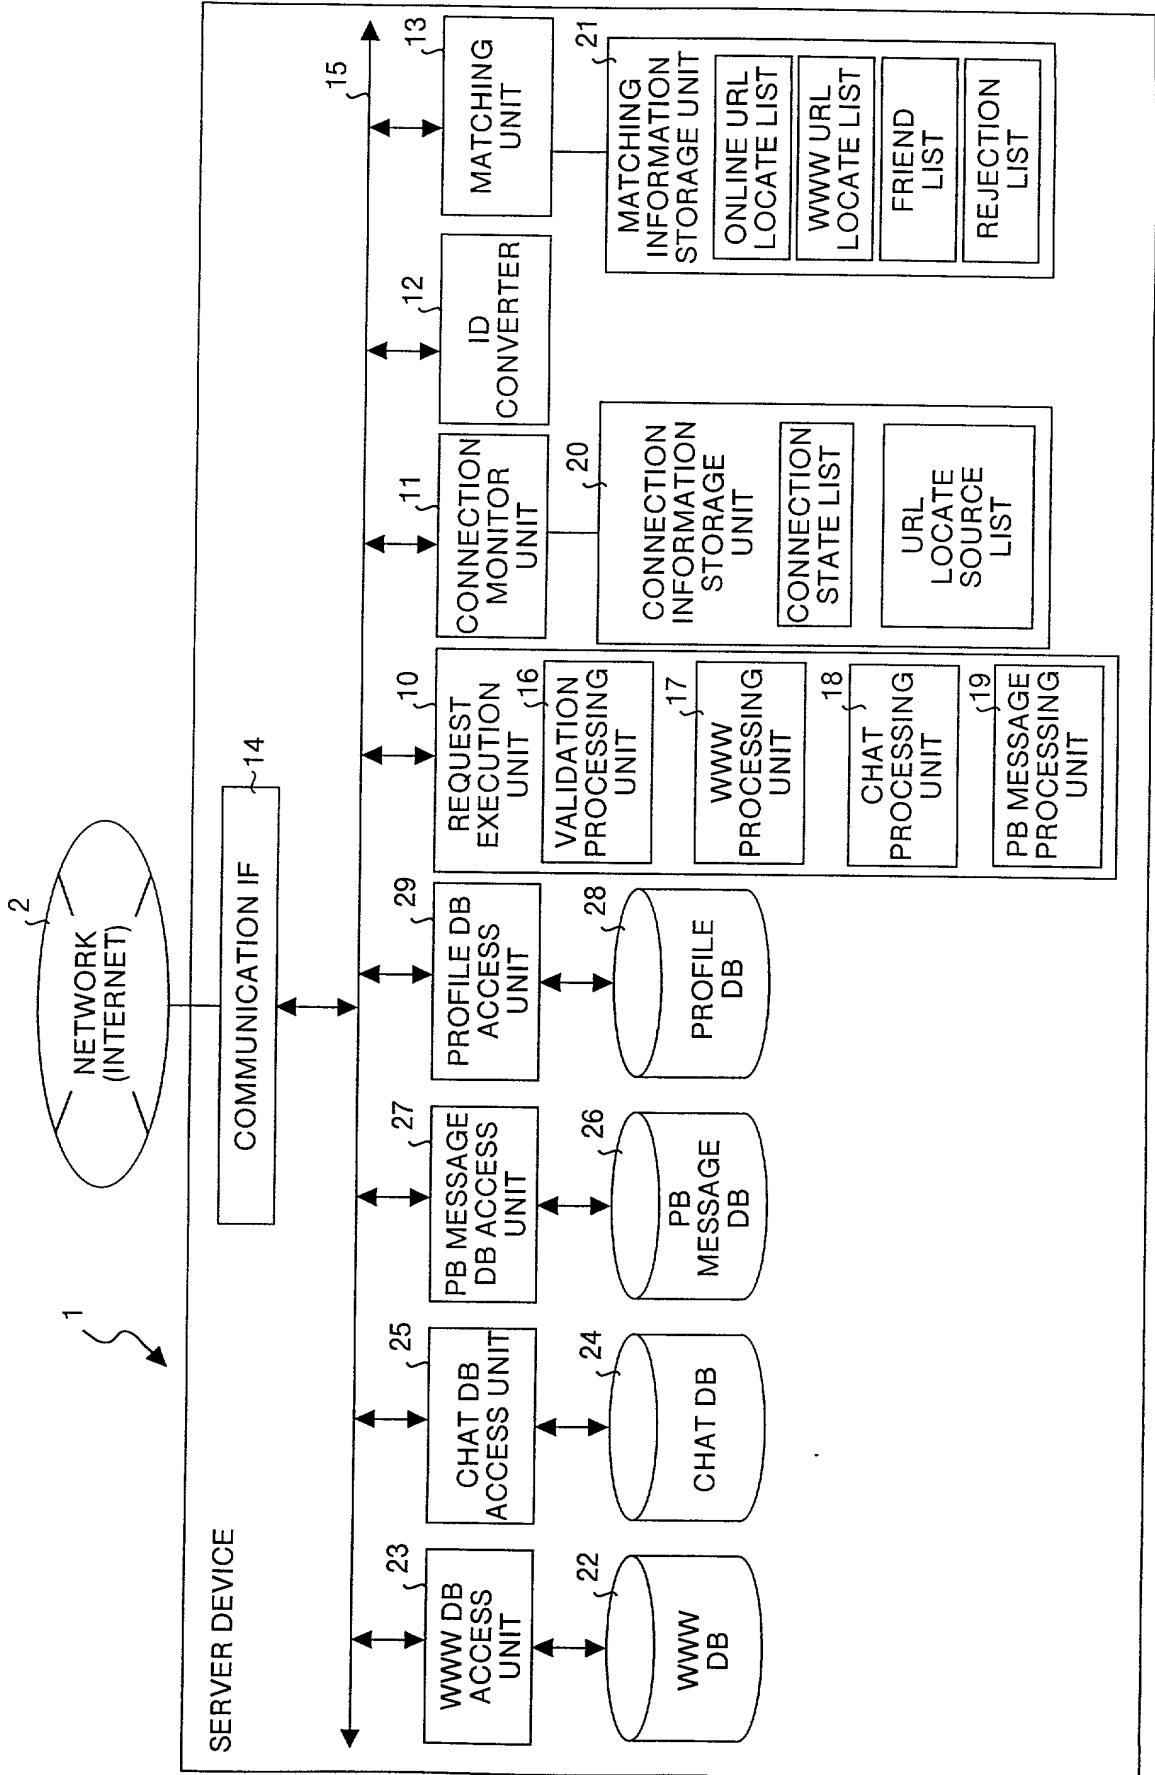 1
2
NETWORK
(INTERNET)
SERVER DEVICE
COMMUNICATION IF
14
15
23
WWW DB
ACCESS
UNIT
25
CHAT DB
ACCESS UNIT
27
PB MESSAGE
DB ACCESS
UNIT
29
PROFILE DB
ACCESS
UNIT
10
REQUEST
EXECUTION
UNIT
16
VALIDATION
PROCESSING
UNIT
17
WWW
PROCESSING
UNIT
18
CHAT
PROCESSING
UNIT
19
PB MESSAGE
PROCESSING
UNIT
11
CONNECTION
MONITOR
UNIT
12
ID
CONVERTER
13
MATCHING
UNIT
22
WWW
DB
24
CHAT DB
26
PB
MESSAGE
DB
28
PROFILE
DB
20
CONNECTION
INFORMATION
STORAGE
UNIT
CONNECTION
STATE LIST
URL
LOCATE
SOURCE
LIST
21
MATCHING
INFORMATION
STORAGE UNIT
ONLINE URL
LOCATE LIST
WWW URL
LOCATE LIST
FRIEND
LIST
REJECTION
LIST